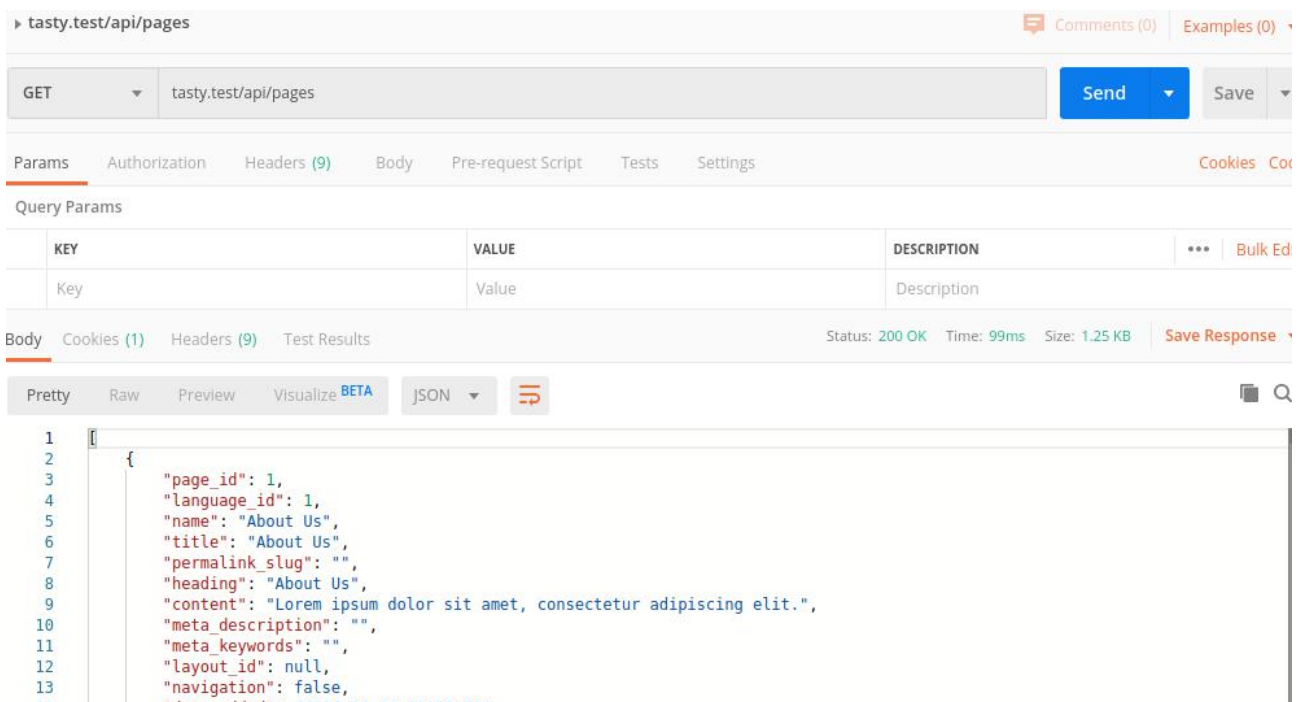 tasty.test/api/pages Comments (0) Examples (0)
GET tasty.test/api/pages Send Save
Params Authorization Headers (9) Body Pre-request Script Tests Settings Cookies
Query Params
KEY VALUE DESCRIPTION ••• Bulk
Key Value Description
Body Cookies (1) Headers (9) Test Results Status: 200 OK Time: 99ms Size: 1.25 KB Save Response
Pretty Raw Preview Visualize BETA JSON
1 [
2 {
3 "page_id": 1,
4 "language_id": 1,
5 "name": "About Us",
6 "title": "About Us",
7 "permalink_slug": "",
8 "heading": "About Us",
9 "content": "Lorem ipsum dolor sit amet, consectetur adipiscing elit.",
10 "meta_description": "",
11 "meta_keywords": "",
12 "layout_id": null,
13 "navigation": false,